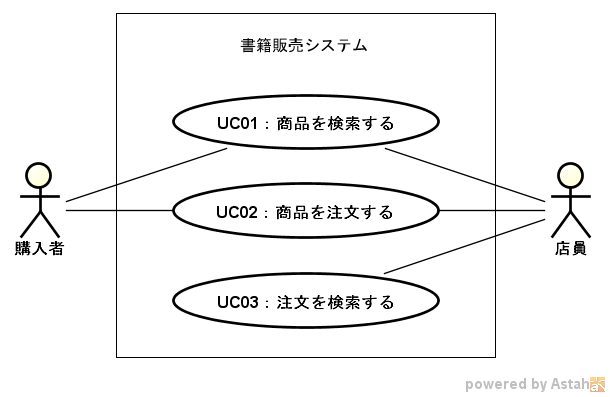 書籍販売システム
UC01：商品を検索する
UC02：商品を注文する
購入者
店員
UC03：注文を検索する
powered by Astah